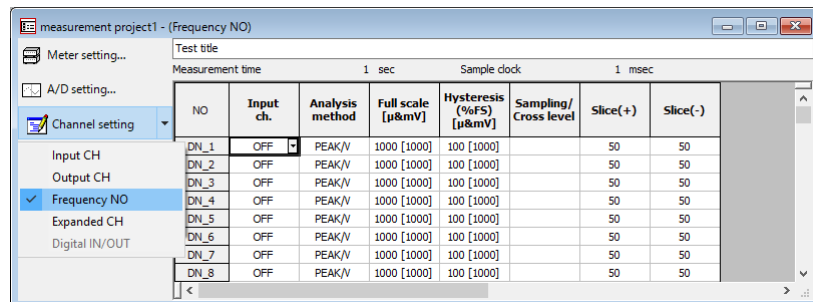 measurement project1 - (Frequency NO)
Meter setting...
A/D setting...
Channel setting
Input CH
Output CH
Frequency NO
Expanded CH
Digital IN/OUT
Test title
Measurement time 1 sec Sample clock 1 msec
NO Input ch. Analysis method Full scale [μ&mV] Hysteresis (%FS) [μ&mV] Sampling/ Cross level Slice(+) Slice(-)
DN_1 OFF PEAK/V 1000 [1000] 100 [1000] 50 50
DN_2 OFF PEAK/V 1000 [1000] 100 [1000] 50 50
DN_3 OFF PEAK/V 1000 [1000] 100 [1000] 50 50
DN_4 OFF PEAK/V 1000 [1000] 100 [1000] 50 50
DN_5 OFF PEAK/V 1000 [1000] 100 [1000] 50 50
DN_6 OFF PEAK/V 1000 [1000] 100 [1000] 50 50
DN_7 OFF PEAK/V 1000 [1000] 100 [1000] 50 50
DN_8 OFF PEAK/V 1000 [1000] 100 [1000] 50 50